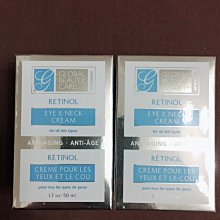 GLOBAL
BEAUTY
CARE
RETINOL
EYE & NECK
CREAM
for all skin types
ANTI-AGING • ANTI-ÂGE
RETINOL
CRÈME POUR LES
YEUX ET LE COU
pour tous les types de peau
1.7 oz / 50 ml
GLOBAL
BEAUTY
CARE
RETINOL
EYE & NECK
CREAM
for all skin types
ANTI-AGING • ANTI-ÂGE
RETINOL
CRÈME POUR LES
YEUX ET LE COU
pour tous les types de peau